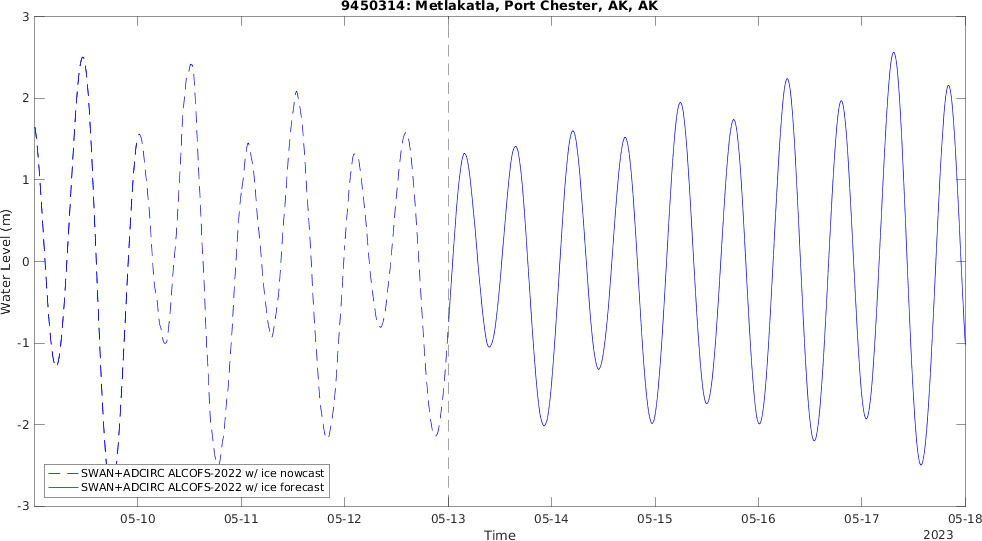 9450314: Metlakatla, Port Chester, AK, AK
3
2
1
0
-1
-2
-3
Water Level (m)
SWAN+ADCIRC ALCOFS-2022 w/ ice nowcast
SWAN+ADCIRC ALCOFS-2022 w/ ice forecast
05-10 05-11 05-12 05-13 05-14 05-15 05-16 05-17 05-18
Time
2023